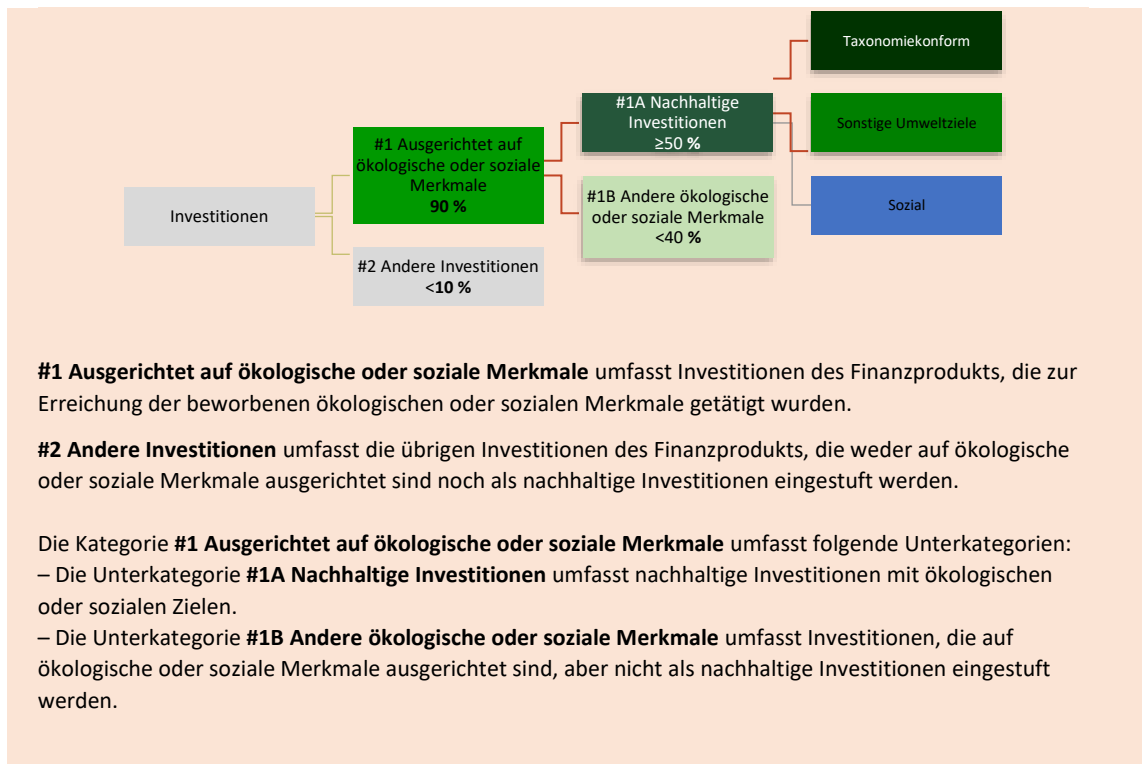 Taxonomiekonform
#1A Nachhaltige
Investitionen
≥50 %
Sonstige Umweltziele
#1 Ausgerichtet auf
ökologische oder soziale
Merkmale
90 %
#1B Andere ökologische
oder soziale Merkmale
<40 %
Sozial
Investitionen
#2 Andere Investitionen
<10 %
#1 Ausgerichtet auf ökologische oder soziale Merkmale umfasst Investitionen des Finanzprodukts, die zur
Erreichung der beworbenen ökologischen oder sozialen Merkmale getätigt wurden.
#2 Andere Investitionen umfasst die übrigen Investitionen des Finanzprodukts, die weder auf ökologische
oder soziale Merkmale ausgerichtet sind noch als nachhaltige Investitionen eingestuft werden.
Die Kategorie #1 Ausgerichtet auf ökologische oder soziale Merkmale umfasst folgende Unterkategorien:
– Die Unterkategorie #1A Nachhaltige Investitionen umfasst nachhaltige Investitionen mit ökologischen
oder sozialen Zielen.
– Die Unterkategorie #1B Andere ökologische oder soziale Merkmale umfasst Investitionen, die auf
ökologische oder soziale Merkmale ausgerichtet sind, aber nicht als nachhaltige Investitionen eingestuft
werden.